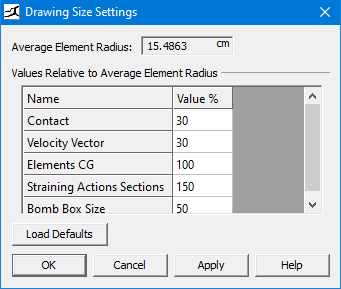 Drawing Size Settings
Average Element Radius: 15.4863 cm
Values Relative to Average Element Radius
Name Value %
Contact 30
Velocity Vector 30
Elements CG 100
Straining Actions Sections 150
Bomb Box Size 50
Load Defaults
OK Cancel Apply Help